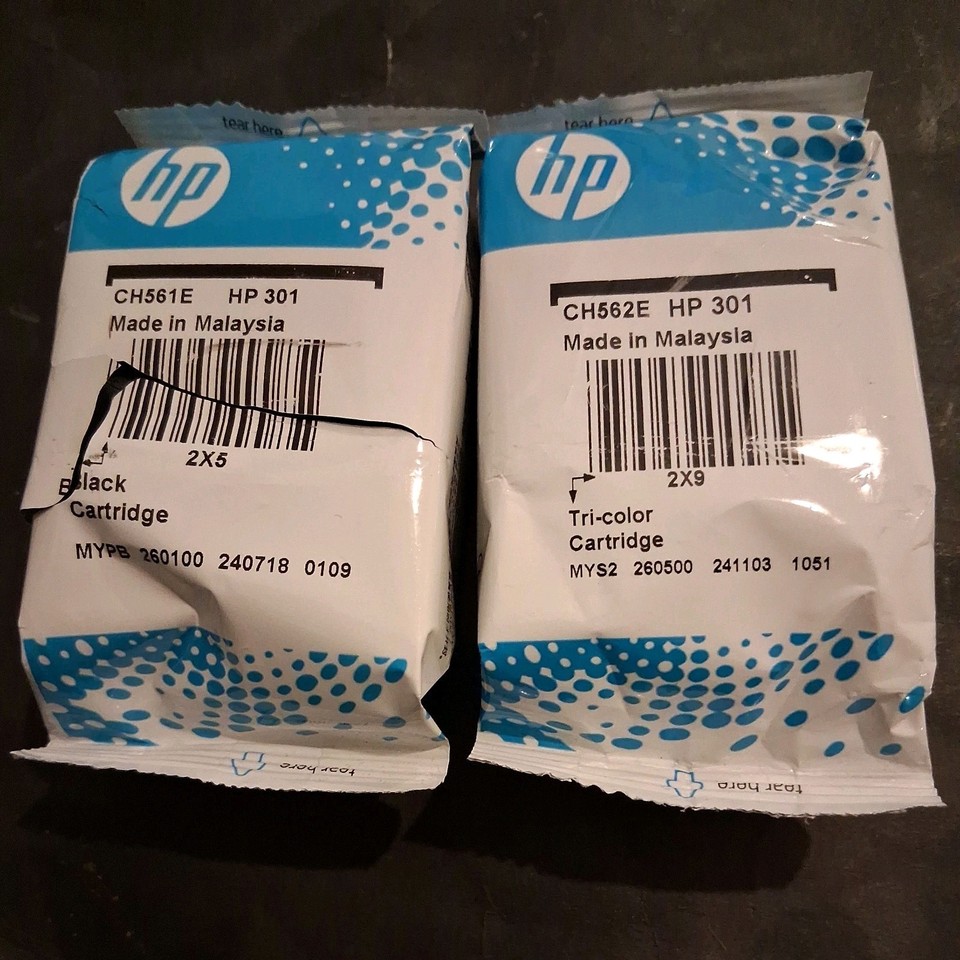 tear here
hp
CH561E HP 301
Made in Malaysia
2X5
Black
Cartridge
MYPB 260100 240718 0109
tear here
tear here
hp
CH562E HP 301
Made in Malaysia
2X9
Tri-color
Cartridge
MYS2 260500 241103 1051
tear here